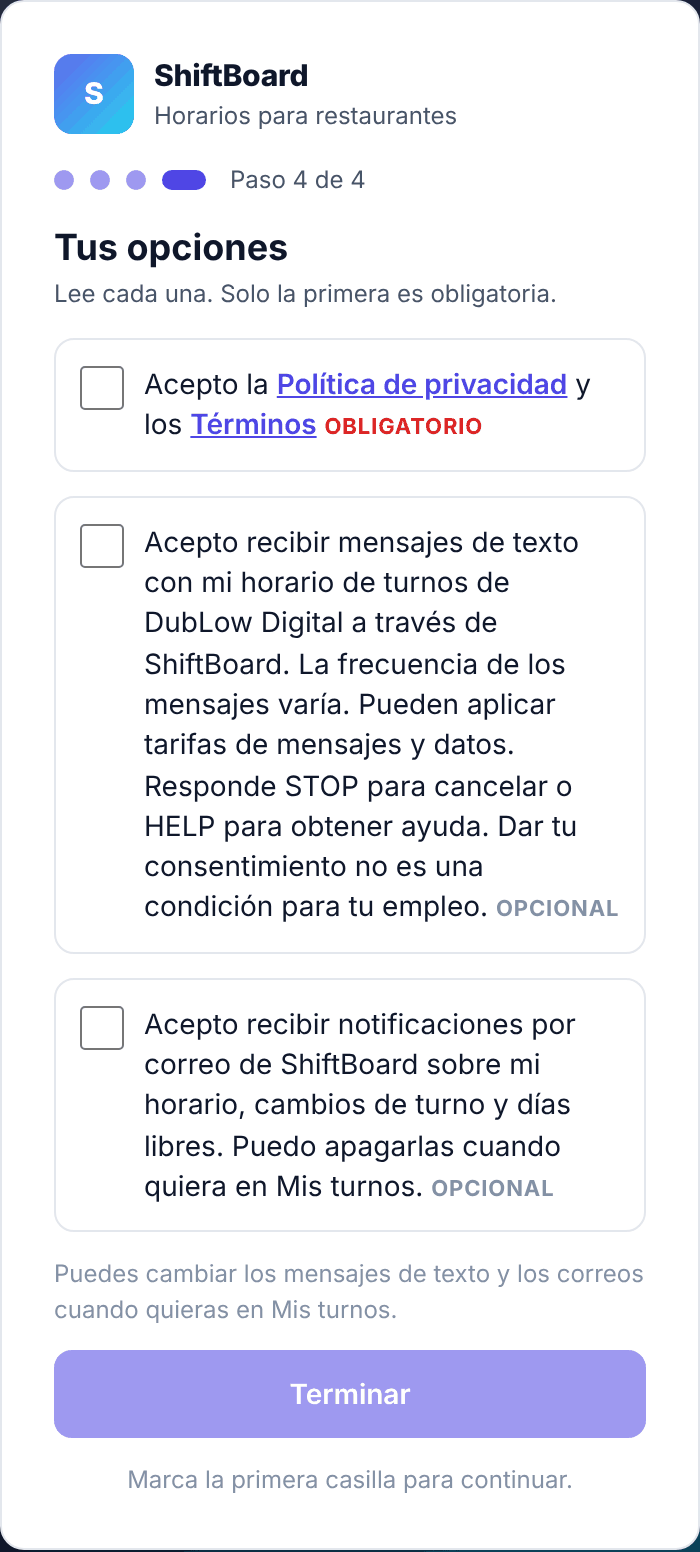 S
ShiftBoard
Horarios para restaurantes
Paso 4 de 4
Tus opciones
Lee cada una. Solo la primera es obligatoria.
Acepto la Política de privacidad y
los Términos OBLIGATORIO
Acepto recibir mensajes de texto
con mi horario de turnos de
DubLow Digital a través de
ShiftBoard. La frecuencia de los
mensajes varía. Pueden aplicar
tarifas de mensajes y datos.
Responde STOP para cancelar o
HELP para obtener ayuda. Dar tu
consentimiento no es una
condición para tu empleo. OPCIONAL
Acepto recibir notificaciones por
correo de ShiftBoard sobre mi
horario, cambios de turno y días
libres. Puedo apagarlas cuando
quiera en Mis turnos. OPCIONAL
Puedes cambiar los mensajes de texto y los correos
cuando quieras en Mis turnos.
Terminar
Marca la primera casilla para continuar.